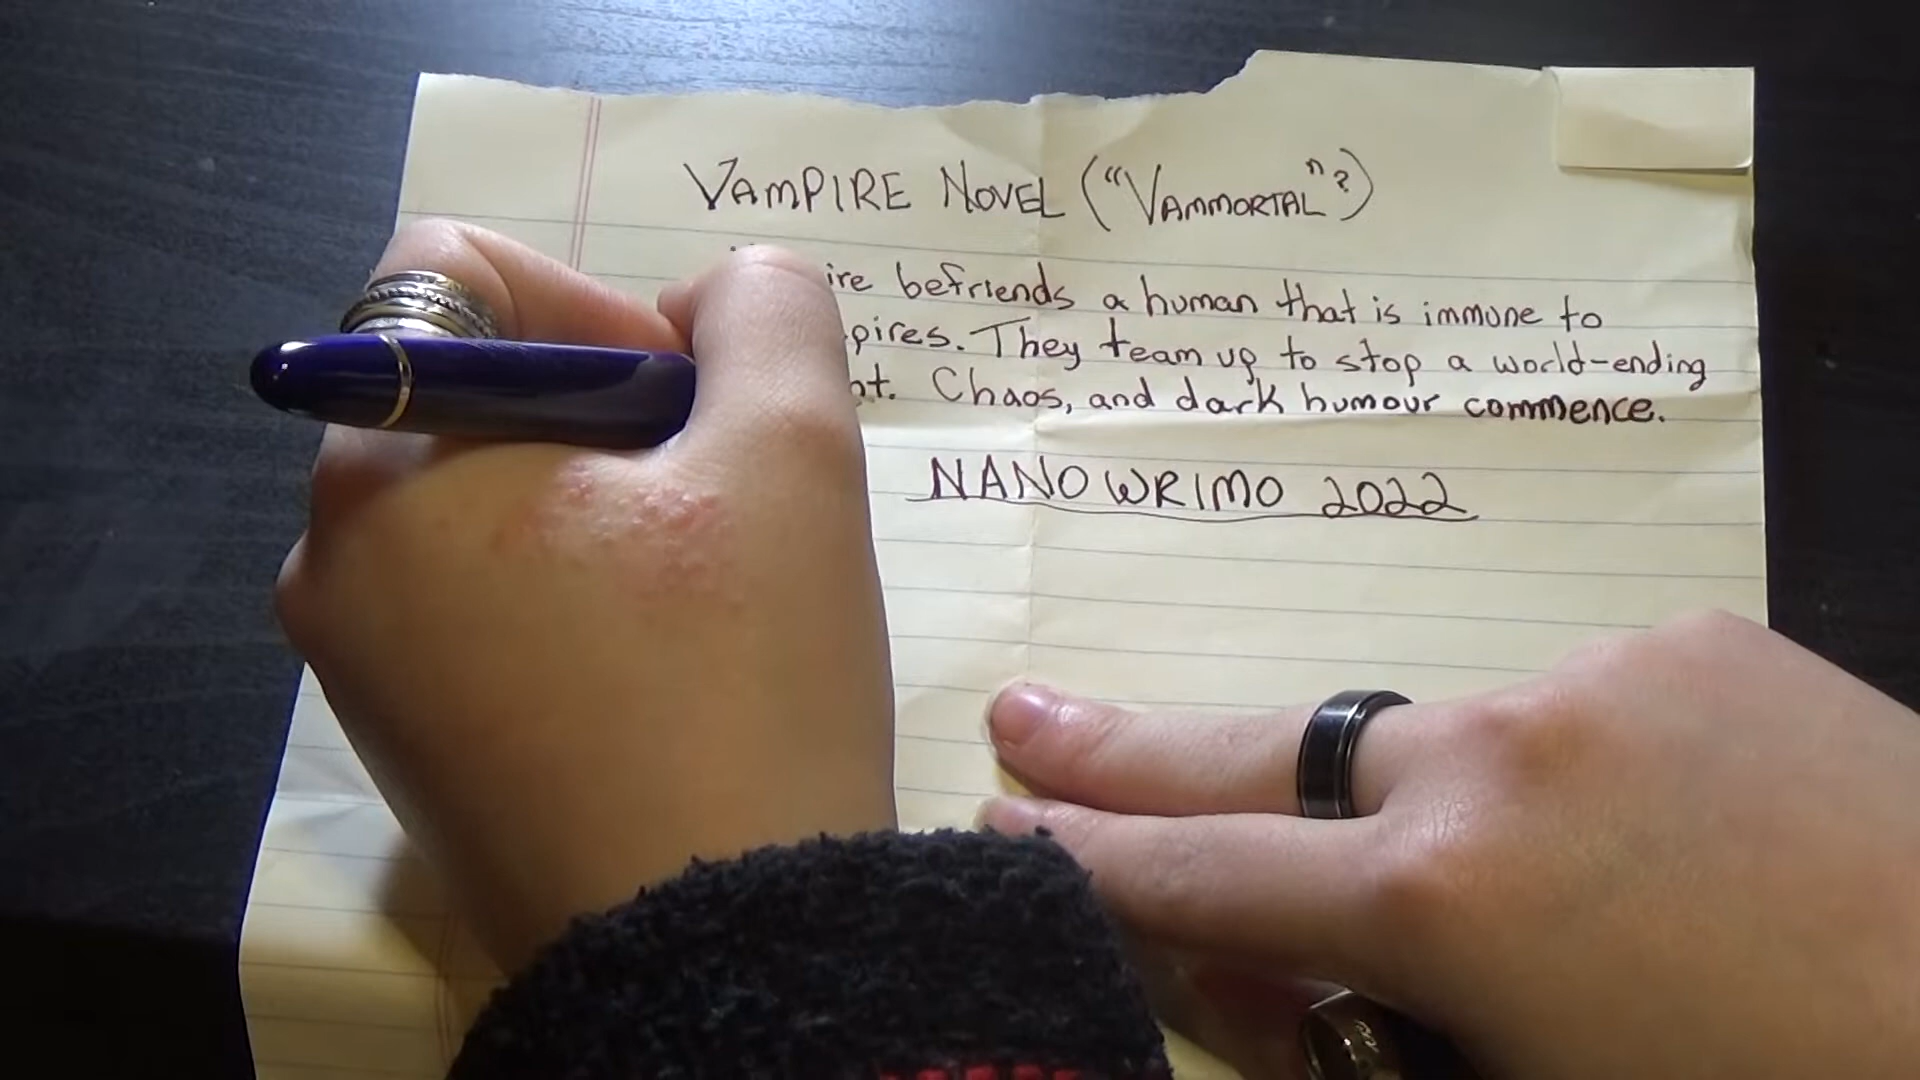 VAMPIRE NOVEL ("VAMMORTAL"?)
befriends a human that is immune to
They team up to stop a world-ending
Chaos, and dark humour commence.
NANOWRIMO 2022